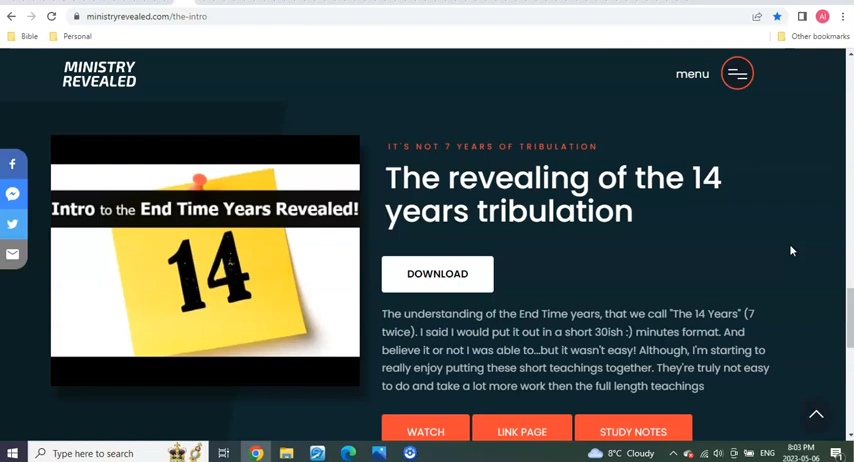 ministryrevealed.com/the-intro
Bible
Personal
Other bookmarks
MINISTRY
REVEALED
menu
IT'S NOT 7 YEARS OF TRIBULATION
The revealing of the 14
years tribulation
Intro to the End Time Years Revealed!
14
DOWNLOAD
The understanding of the End Time years, that we call "The 14 Years" (7
twice). I said I would put it out in a short 30ish :) minutes format. And
believe it or not I was able to...but it wasn't easy! Although, I'm starting to
really enjoy putting these short teachings together. They're truly not easy
to do and take a lot more work then the full length teachings
WATCH
LINK PAGE
STUDY NOTES
Type here to search
8°C Cloudy
ENG
8:03 PM
2023-05-06